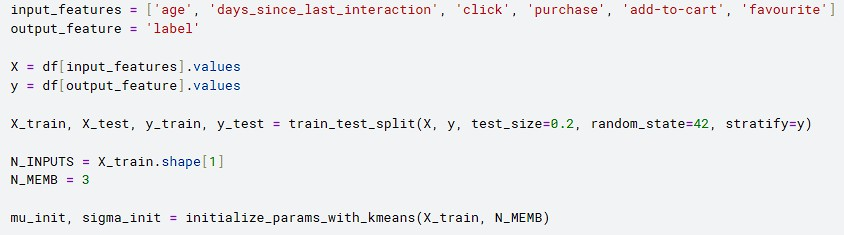 input_features = ['age', 'days_since_last_interaction', 'click', 'purchase', 'add-to-cart', 'favourite']
output_feature = 'label'
X = df[input_features].values
y = df[output_feature].values
X_train, X_test, y_train, y_test = train_test_split(X, y, test_size=0.2, random_state=42, stratify=y)
N_INPUTS = X_train.shape[1]
N_MEMB = 3
mu_init, sigma_init = initialize_params_with_kmeans(X_train, N_MEMB)